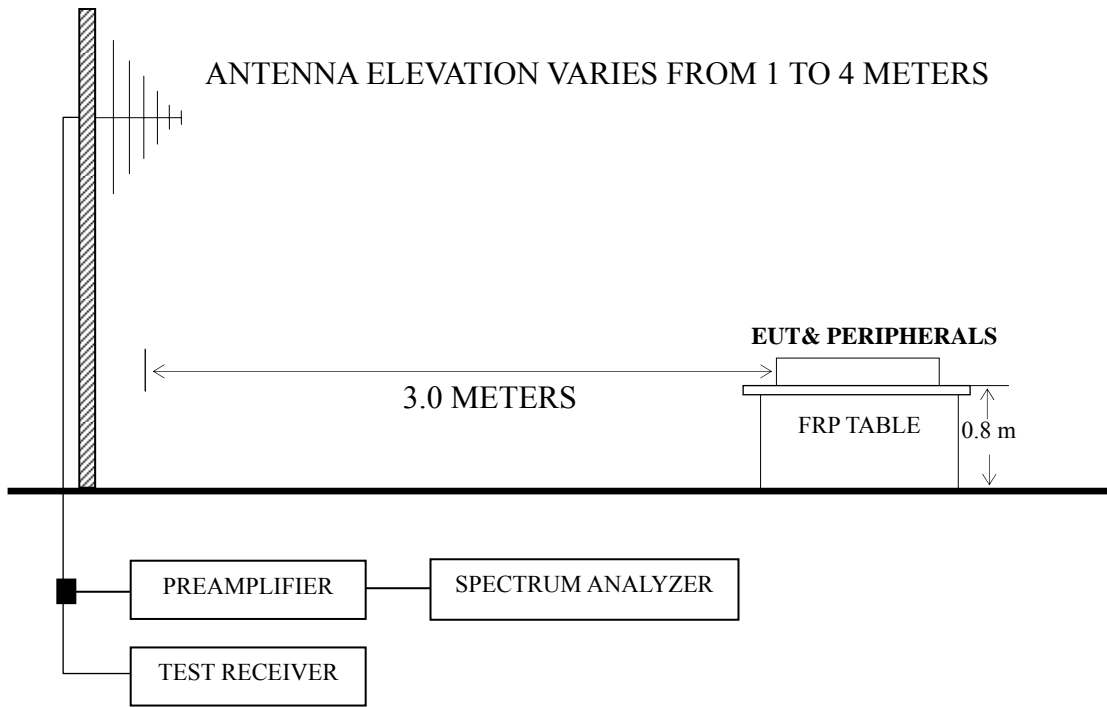 ANTENNA ELEVATION VARIES FROM 1 TO 4 METERS
EUT& PERIPHERALS
3.0 METERS
FRP TABLE
0.8 m
PREAMPLIFIER
SPECTRUM ANALYZER
TEST RECEIVER